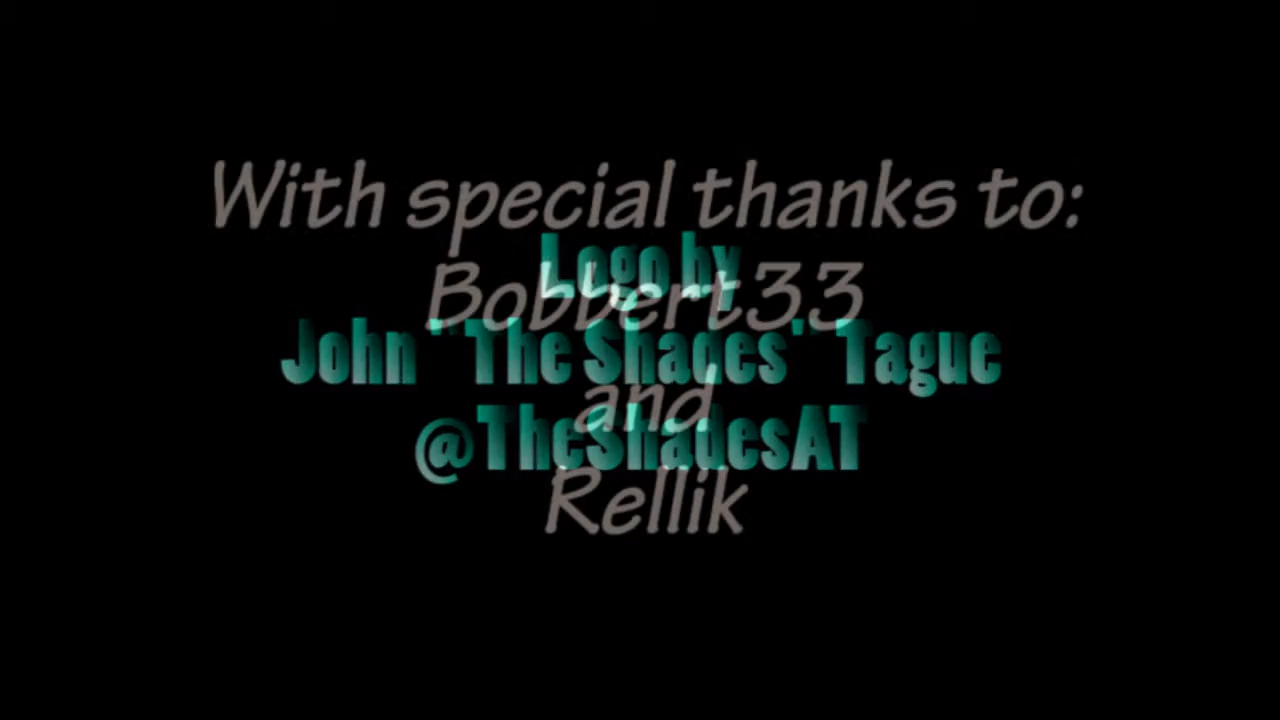 With special thanks to:
Logo by
Bobbert33
John "The Shades" Tague
and
@TheShadesAT
Rellik